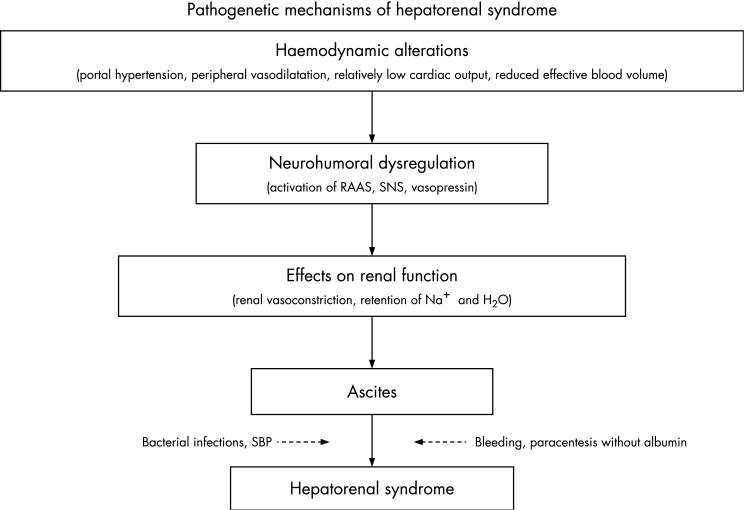 Pathogenetic mechanisms of hepatorenal syndrome
Haemodynamic alterations
(portal hypertension, peripheral vasodilatation, relatively low cardiac output, reduced effective blood volume)
Neurohumoral dysregulation
(activation of RAAS, SNS, vasopressin)
Effects on renal function
(renal vasoconstriction, retention of Na⁺ and H₂O)
Ascites
Bacterial infections, SBP
Bleeding, paracentesis without albumin
Hepatorenal syndrome